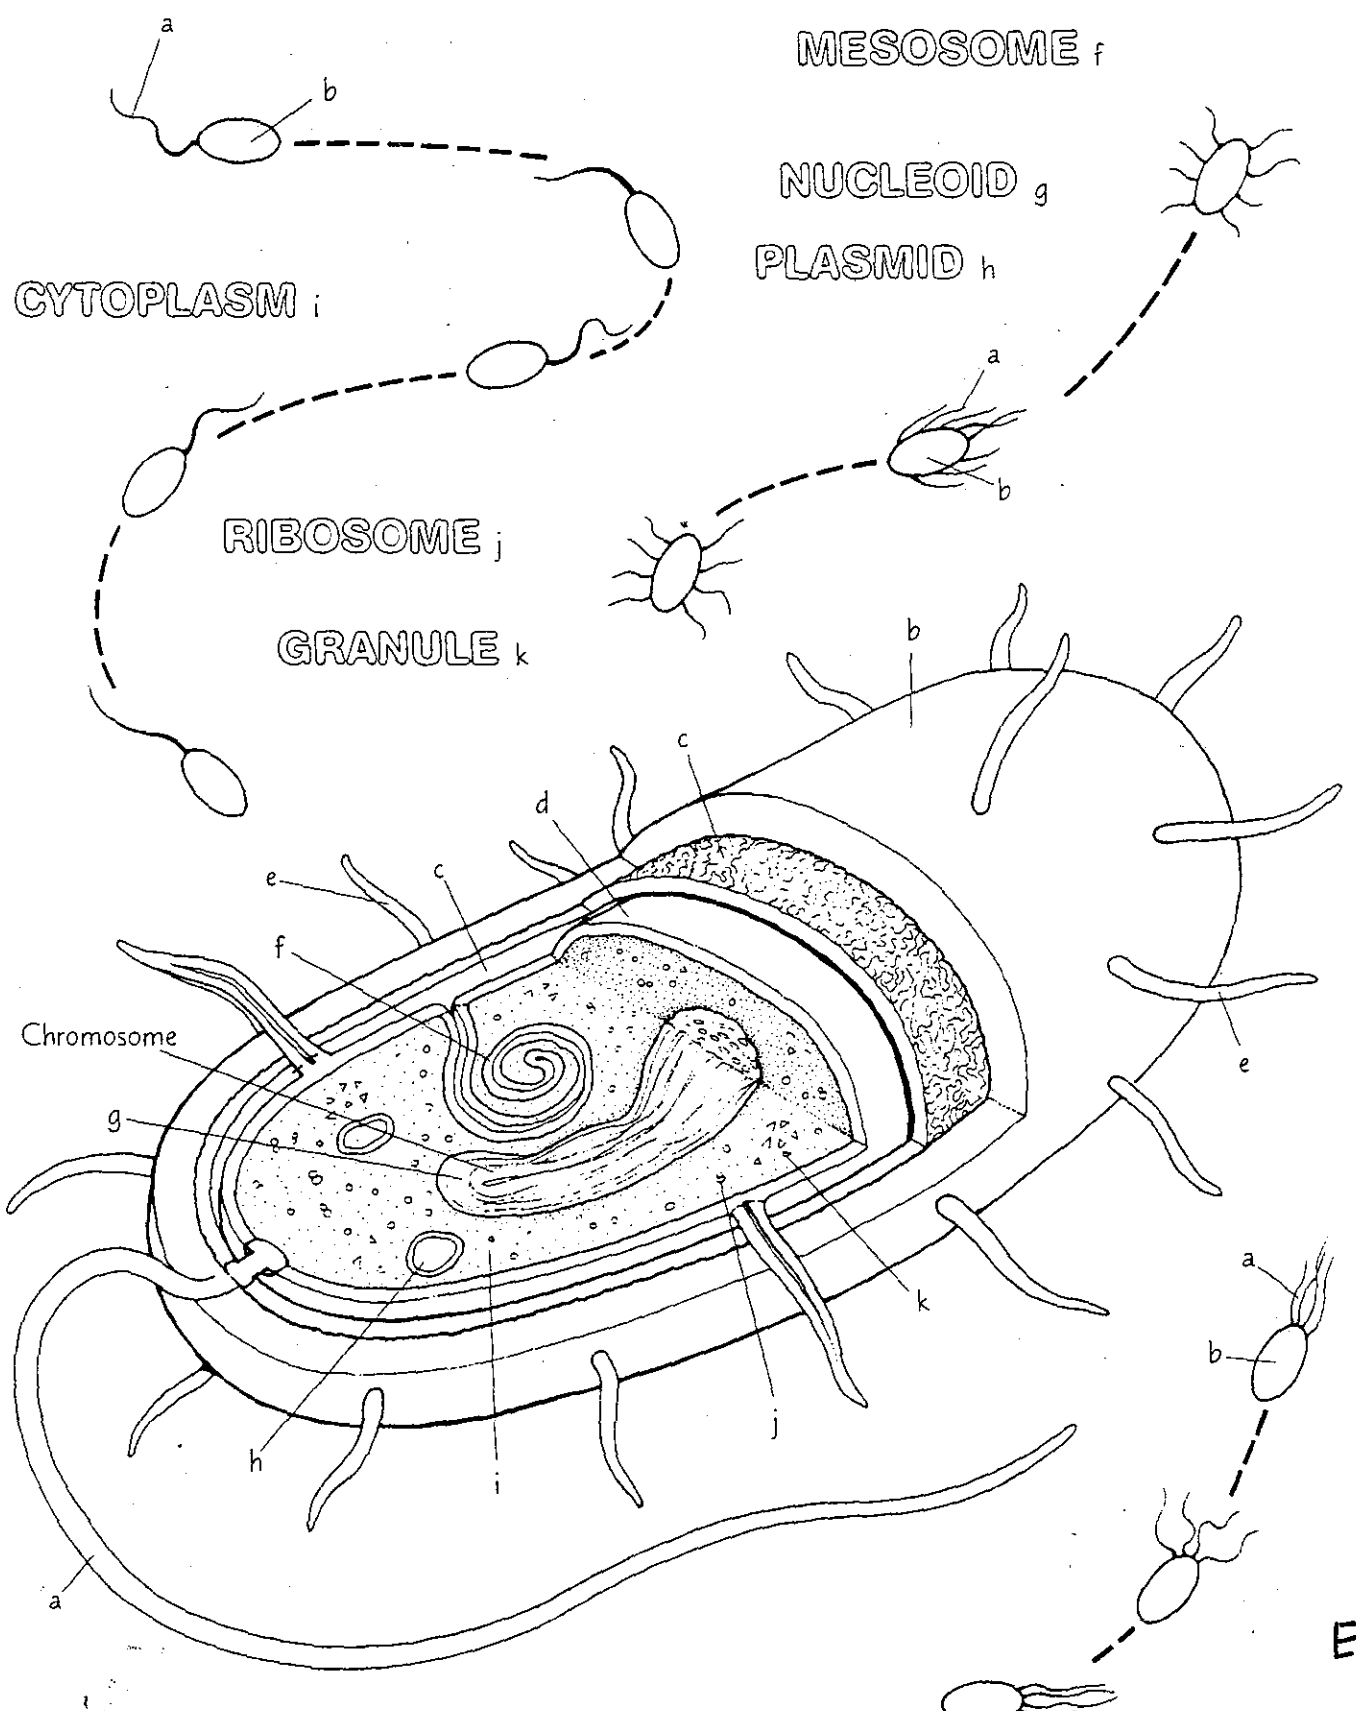 a
MESOSOME f
b
NUCLEOID g
PLASMID h
CYTOPLASM i
a
b
RIBOSOME j
GRANULE k
b
c
d
c
e
f
Chromosome
g
e
a
k
b
j
h
i
a
E